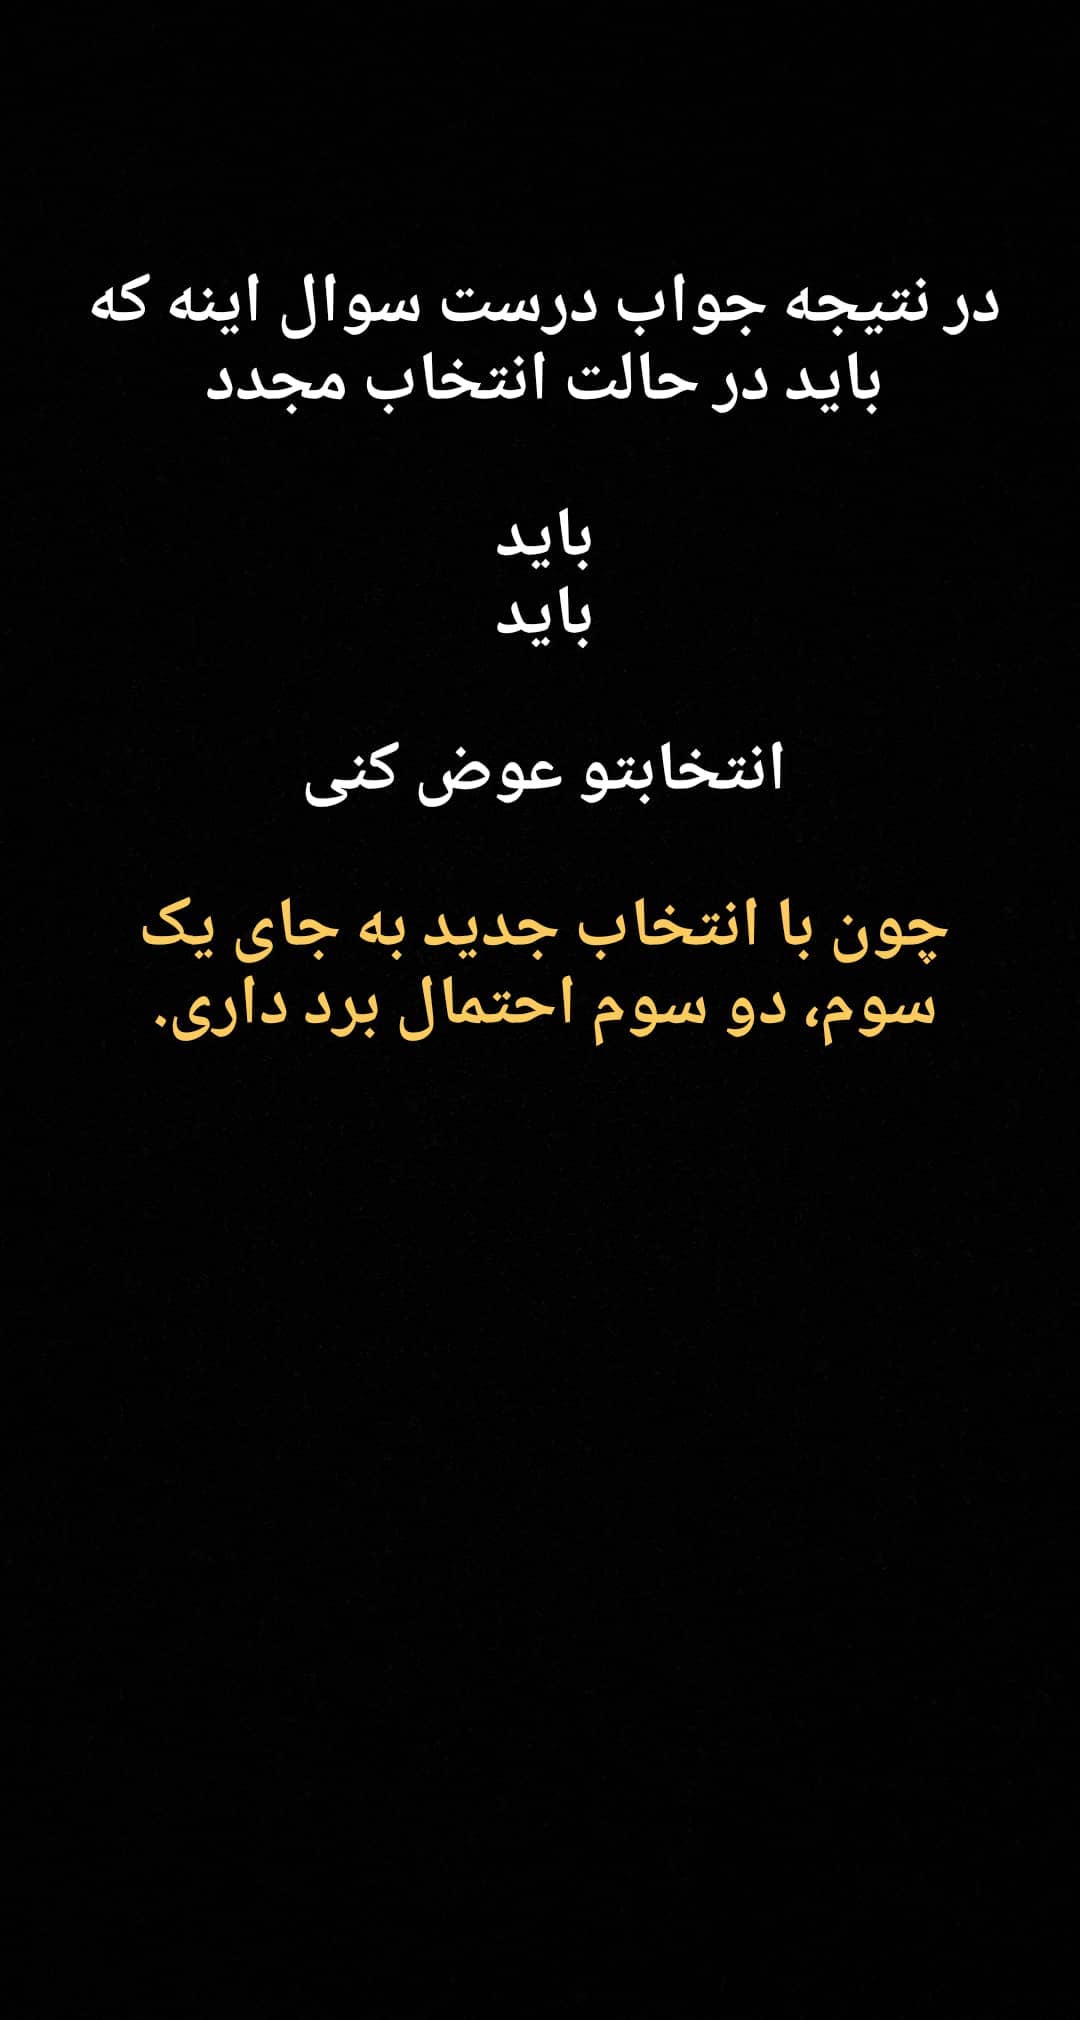 در نتیجه جواب درست سوال اینه که
باید در حالت انتخاب مجدد
باید
باید
انتخابتو عوض کنی
چون با انتخاب جدید به جای یک
سوم، دو سوم احتمال برد داری.